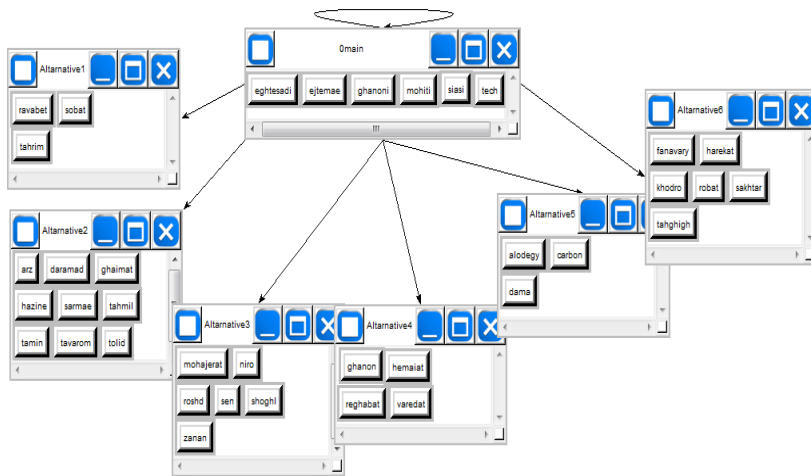 0main
eghtesadi ejtemae ghanoni mohiti siasi tech
Altarnative1
ravabet sobat
tahrim
Altarnative6
fanavary harekat
khodro robat sakhtar
tahghigh
Altarnative2
arz daramad ghaimat
hazine sarmae tahmil
tamin tavarom tolid
Altarnative5
alodegy carbon
dama
Altarnative3
mohajerat niro
roshd sen shoghl
zanan
Altarnative4
ghanon hemaiat
reghabat varedat